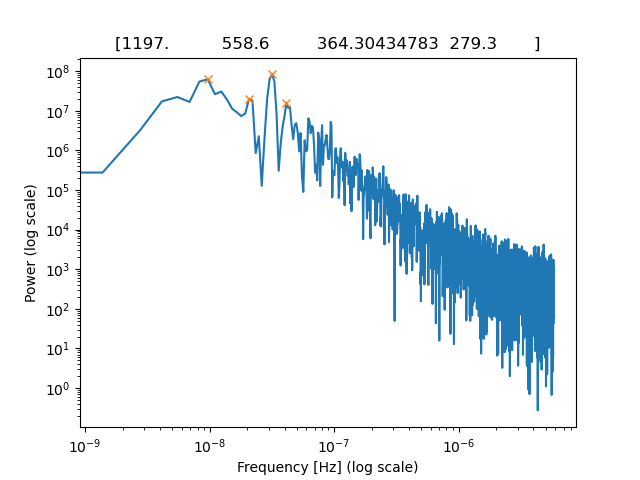 [1197. 558.6 364.30434783 279.3 ]
10⁸
10⁷
10⁶
10⁵
10⁴
10³
10²
10¹
10⁰
Power (log scale)
10⁻⁹ 10⁻⁸ 10⁻⁷ 10⁻⁶
Frequency [Hz] (log scale)